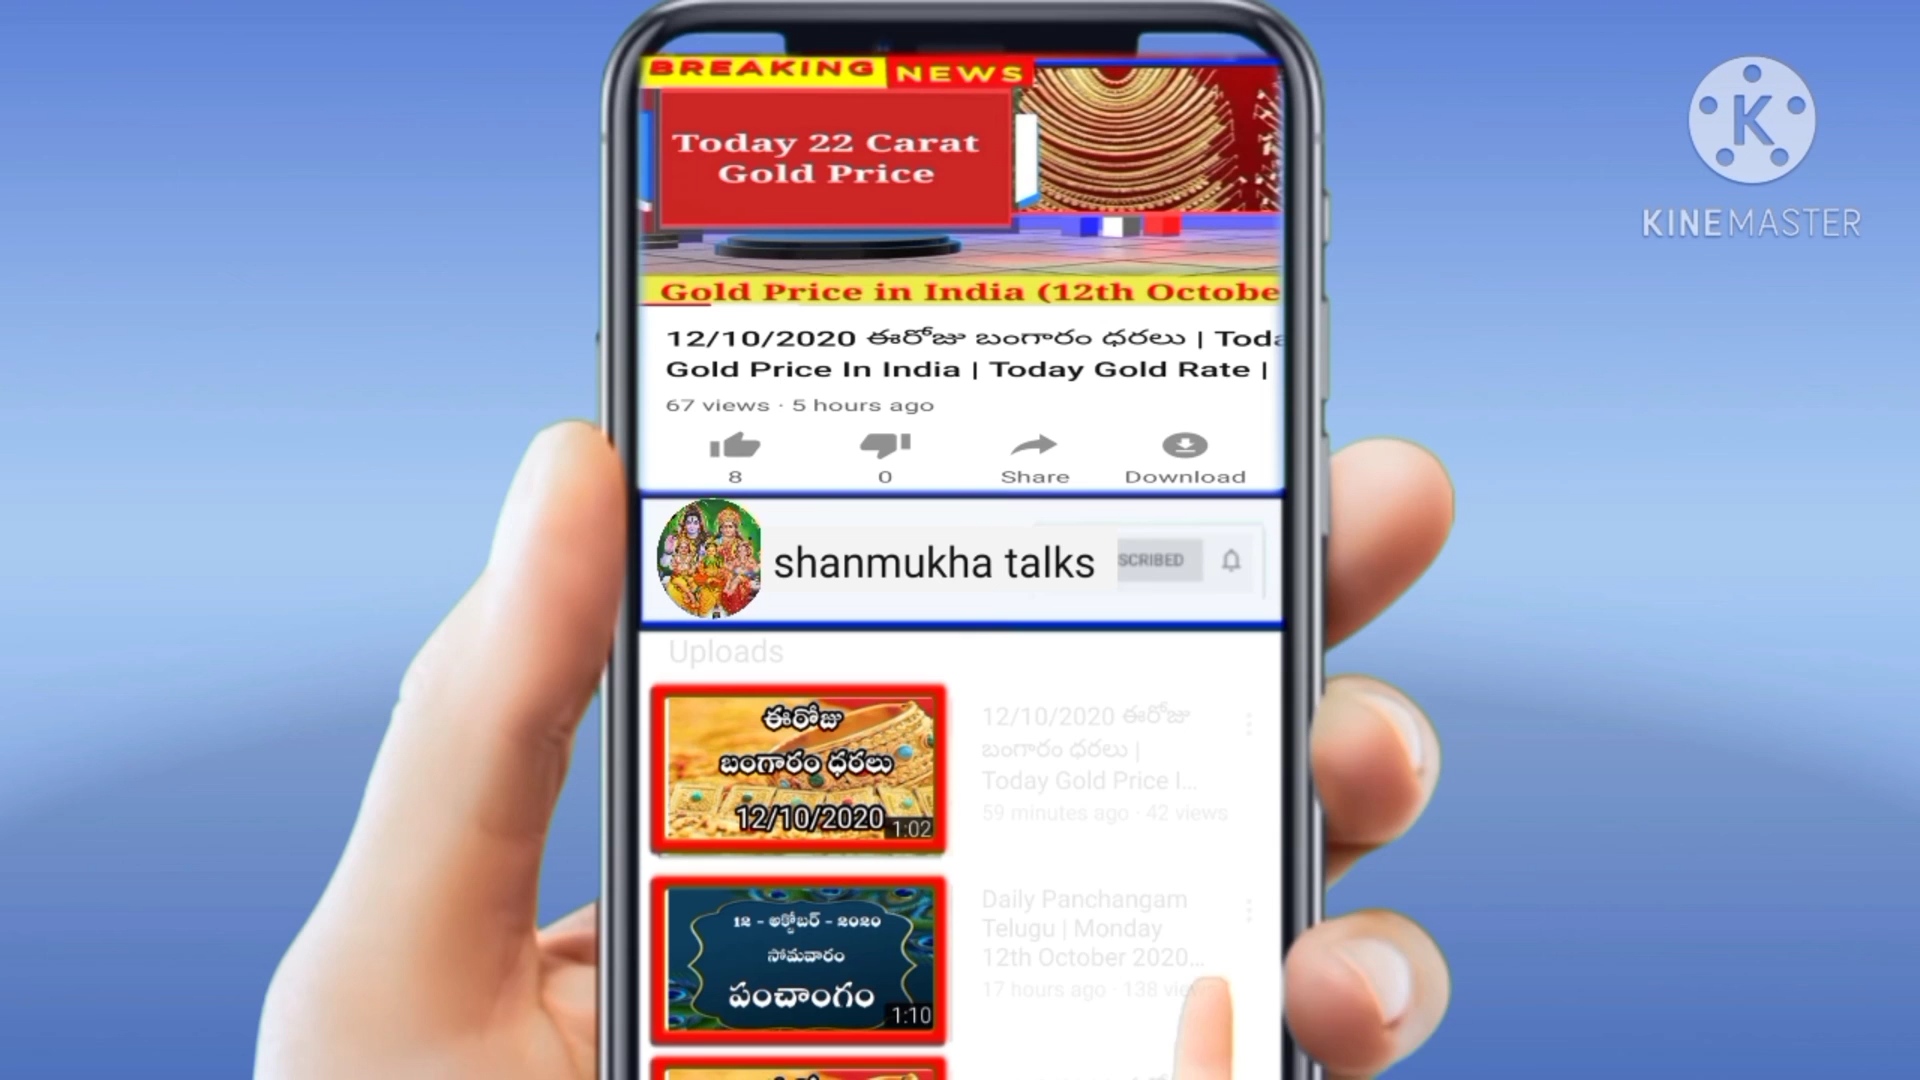 BREAKING NEWS
Today 22 Carat
Gold Price
Gold Price in India (12th Octobe
12/10/2020 ఈరోజు బంగారం ధరలు | Toda
Gold Price In India | Today Gold Rate |
67 views · 5 hours ago
8
0
Share
Download
shanmukha talks
SCRIBED
Uploads
ఈరోజు
బంగారం ధరలు
12/10/2020
1:02
12/10/2020 ఈరోజు
బంగారం ధరలు |
Today Gold Price I...
59 minutes ago · 42 views
12 - అక్టోబర్ - 2020
సోమవారం
పంచాంగం
1:10
Daily Panchangam
Telugu | Monday
12th October 2020...
17 hours ago · 138
K
KINEMASTER